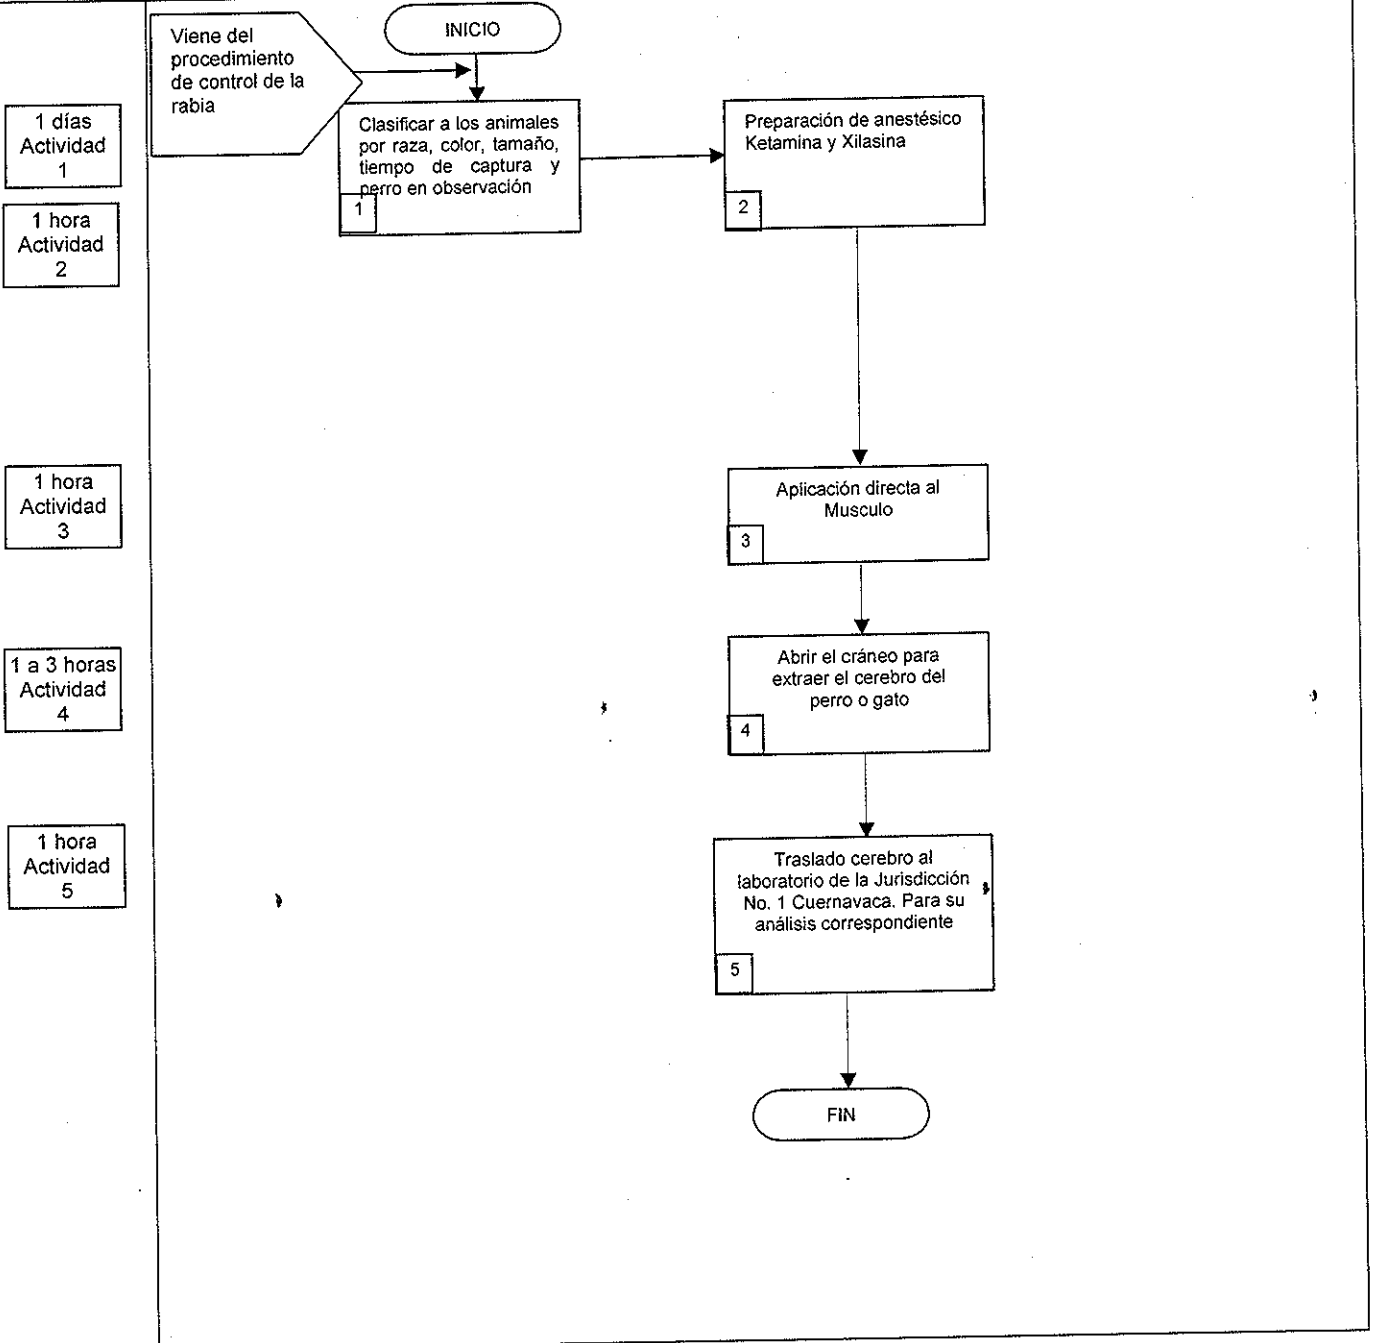 Viene del
procedimiento
de control de la
rabia
INICIO
1 días
Actividad
1
Clasificar a los animales
por raza, color, tamaño,
tiempo de captura y
perro en observación
1
Preparación de anestésico
Ketamina y Xilasina
2
1 hora
Actividad
2
1 hora
Actividad
3
Aplicación directa al
Musculo
3
1 a 3 horas
Actividad
4
Abrir el cráneo para
extraer el cerebro del
perro o gato
4
1 hora
Actividad
5
Traslado cerebro al
laboratorio de la Jurisdicción
No. 1 Cuernavaca. Para su
análisis correspondiente
5
FIN